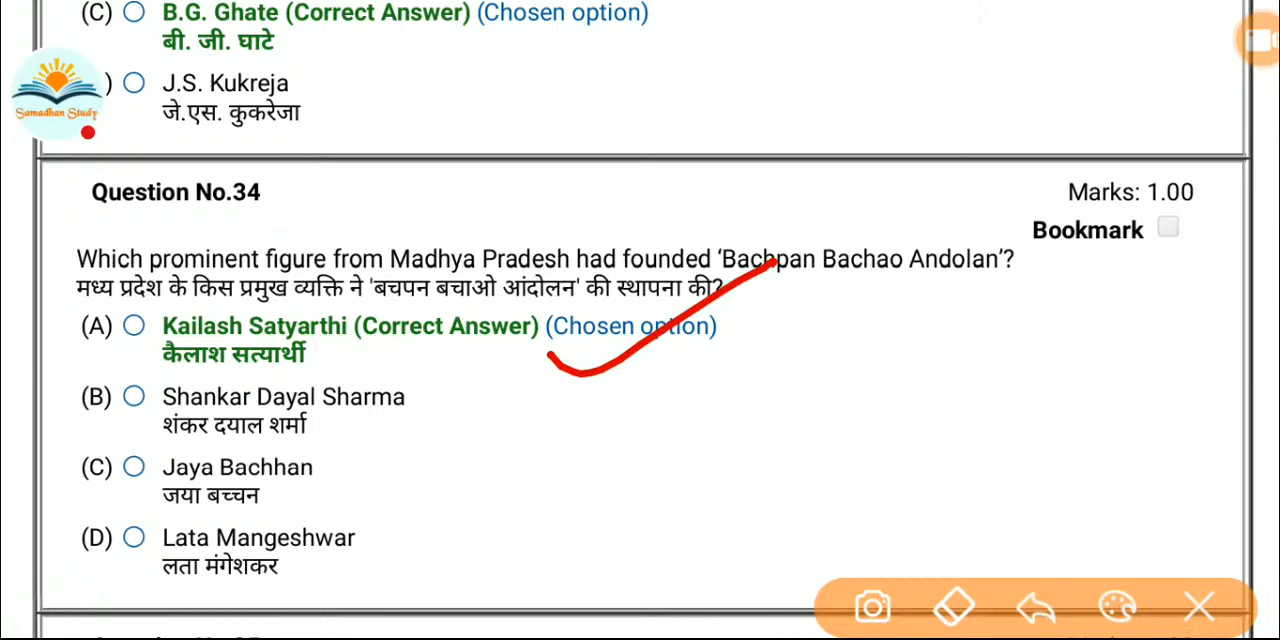 (C) B.G. Ghate (Correct Answer) (Chosen option)
बी. जी. घाटे
) J.S. Kukreja
जे.एस. कुकरेजा
Samadhan Study
Question No.34 Marks: 1.00
Bookmark
Which prominent figure from Madhya Pradesh had founded ‘Bachpan Bachao Andolan’?
मध्य प्रदेश के किस प्रमुख व्यक्ति ने 'बचपन बचाओ आंदोलन' की स्थापना की?
(A) Kailash Satyarthi (Correct Answer) (Chosen option)
कैलाश सत्यार्थी
(B) Shankar Dayal Sharma
शंकर दयाल शर्मा
(C) Jaya Bachhan
जया बच्चन
(D) Lata Mangeshwar
लता मंगेशकर